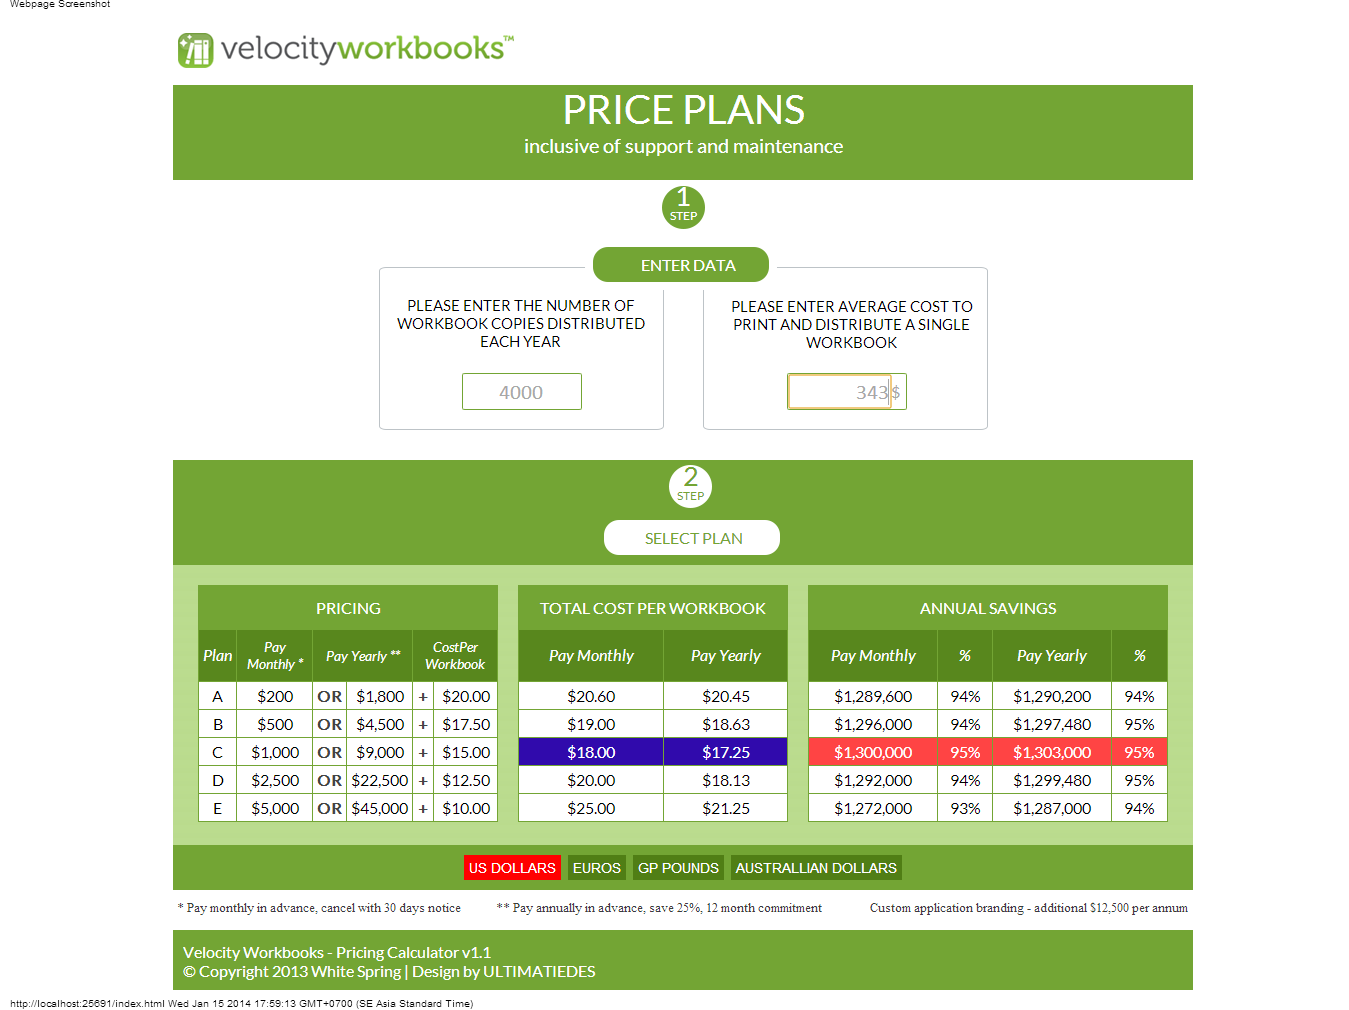 Webpage Screenshot
velocityworkbooks™
PRICE PLANS
inclusive of support and maintenance
1
STEP
ENTER DATA
PLEASE ENTER THE NUMBER OF
WORKBOOK COPIES DISTRIBUTED
EACH YEAR
4000
PLEASE ENTER AVERAGE COST TO
PRINT AND DISTRIBUTE A SINGLE
WORKBOOK
343$
2
STEP
SELECT PLAN
PRICING
Plan Pay Monthly * Pay Yearly ** CostPer Workbook
A $200 OR $1,800 + $20.00
B $500 OR $4,500 + $17.50
C $1,000 OR $9,000 + $15.00
D $2,500 OR $22,500 + $12.50
E $5,000 OR $45,000 + $10.00
TOTAL COST PER WORKBOOK
Pay Monthly Pay Yearly
$20.60 $20.45
$19.00 $18.63
$18.00 $17.25
$20.00 $18.13
$25.00 $21.25
ANNUAL SAVINGS
Pay Monthly % Pay Yearly %
$1,289,600 94% $1,290,200 94%
$1,296,000 94% $1,297,480 95%
$1,300,000 95% $1,303,000 95%
$1,292,000 94% $1,299,480 95%
$1,272,000 93% $1,287,000 94%
US DOLLARS EUROS GP POUNDS AUSTRALLIAN DOLLARS
* Pay monthly in advance, cancel with 30 days notice ** Pay annually in advance, save 25%, 12 month commitment Custom application branding - additional $12,500 per annum
Velocity Workbooks - Pricing Calculator v1.1
© Copyright 2013 White Spring | Design by ULTIMATIEDES
http://localhost:25691/index.html Wed Jan 15 2014 17:59:13 GMT+0700 (SE Asia Standard Time)